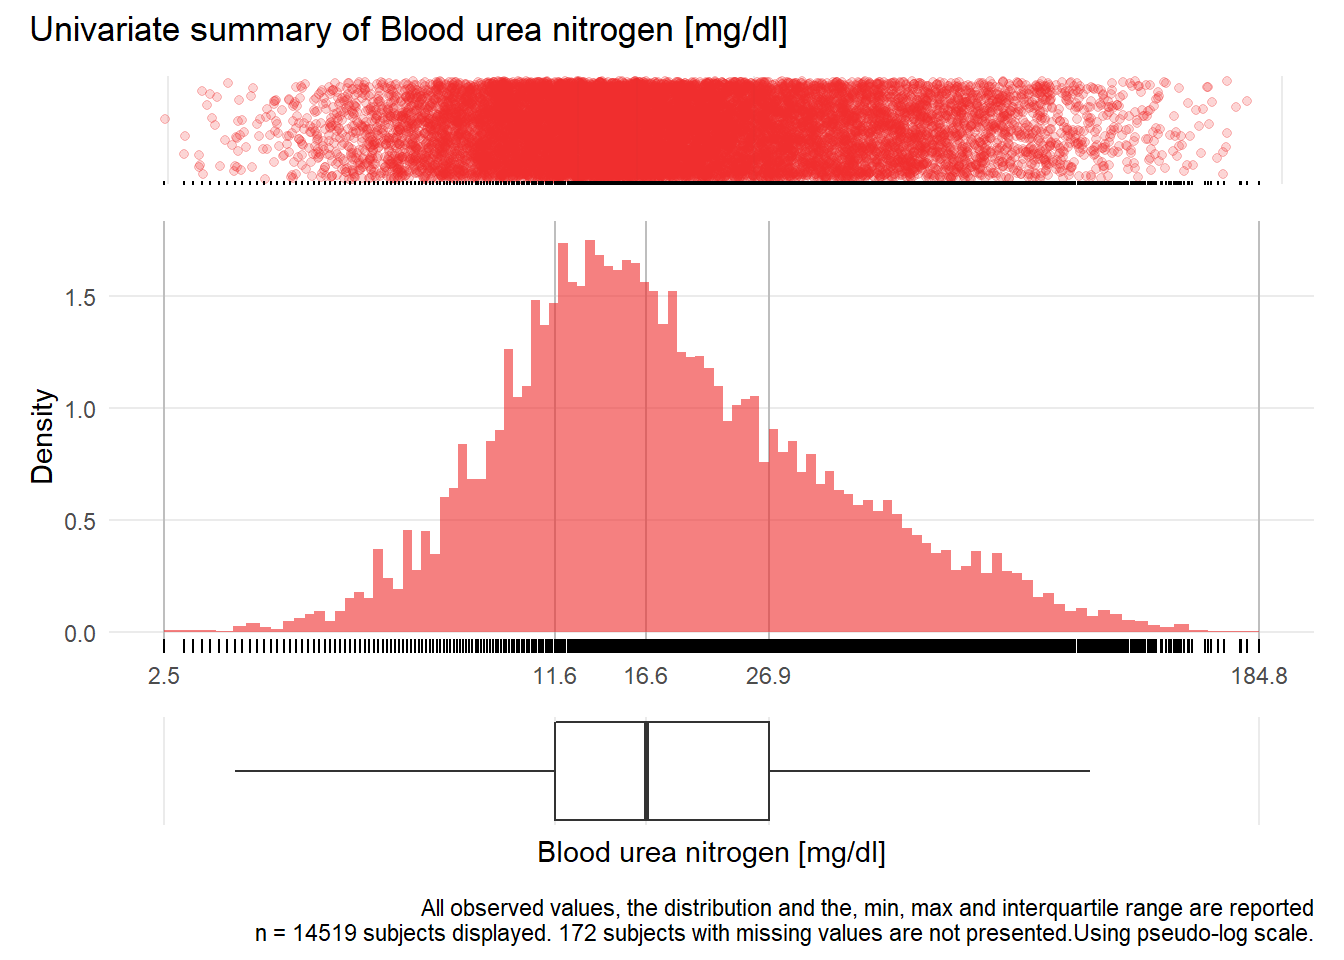 Univariate summary of Blood urea nitrogen [mg/dl]
1.5
1.0
0.5
0.0
Density
2.5 11.6 16.6 26.9 184.8
Blood urea nitrogen [mg/dl]
All observed values, the distribution and the, min, max and interquartile range are reported
n = 14519 subjects displayed. 172 subjects with missing values are not presented.Using pseudo-log scale.